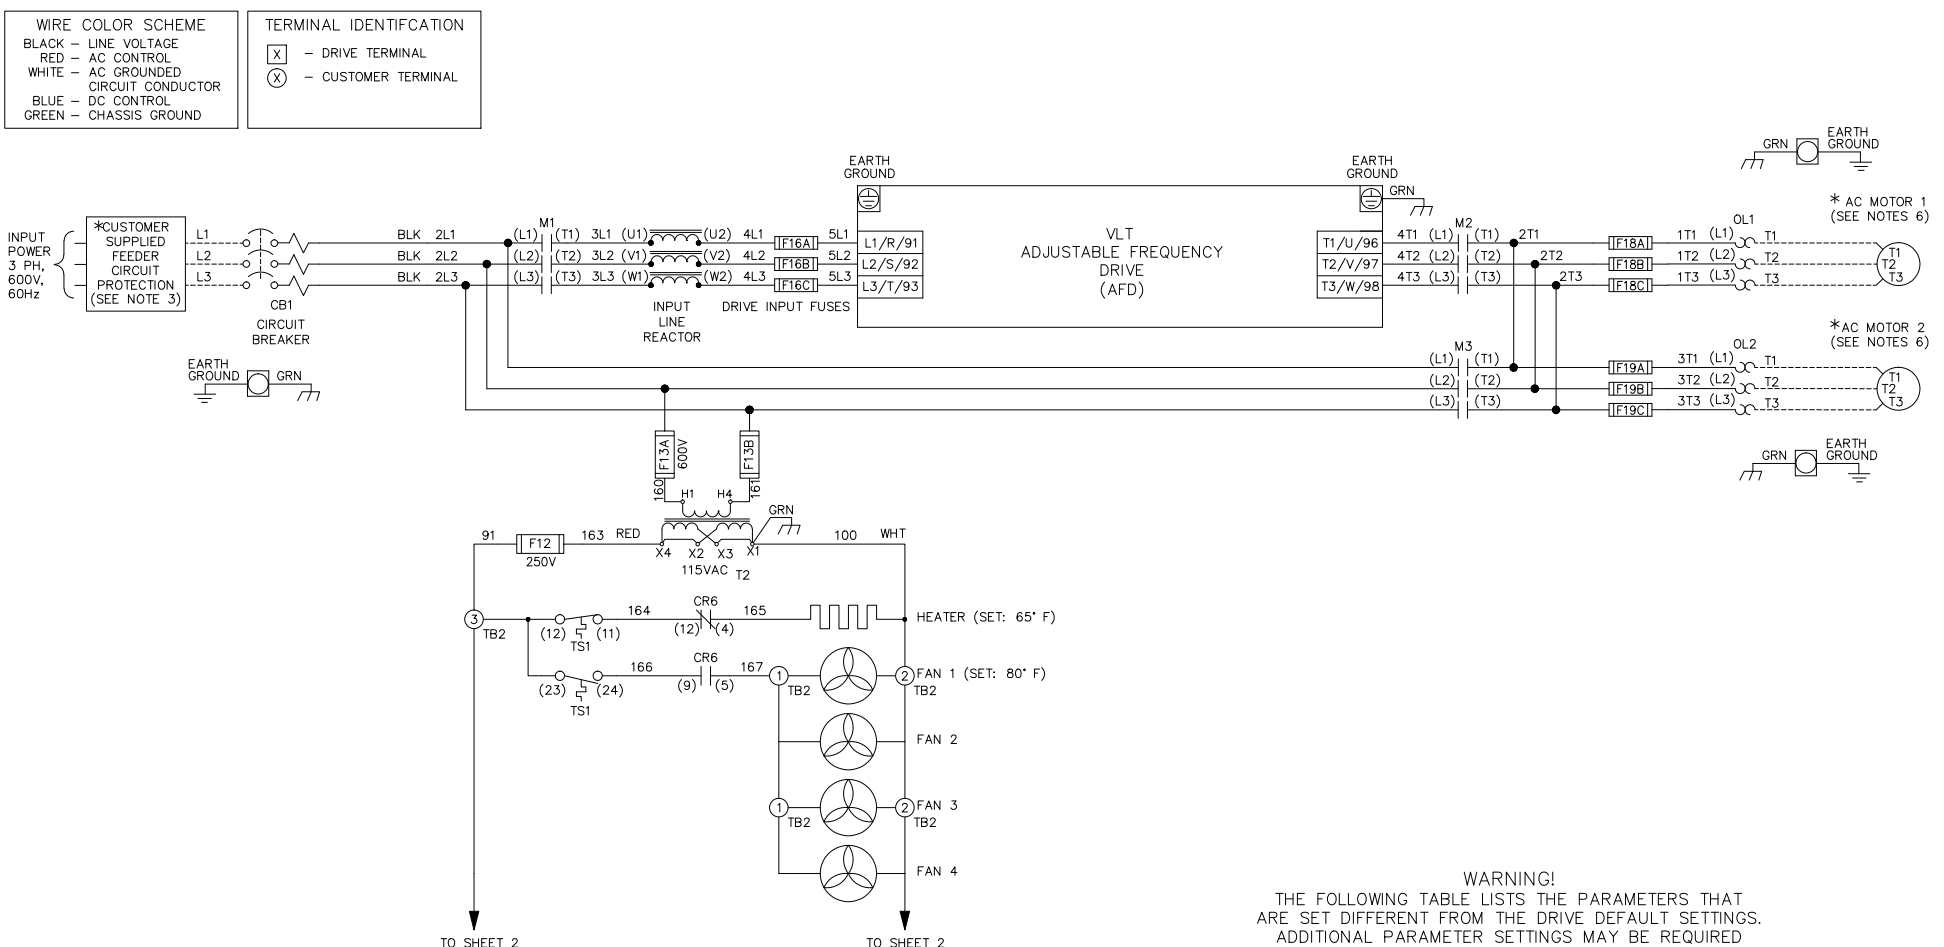 WIRE COLOR SCHEME
BLACK – LINE VOLTAGE
RED – AC CONTROL
WHITE – AC GROUNDED
CIRCUIT CONDUCTOR
BLUE – DC CONTROL
GREEN – CHASSIS GROUND
TERMINAL IDENTIFCATION
X – DRIVE TERMINAL
X – CUSTOMER TERMINAL
INPUT
POWER
3 PH,
600V,
60Hz
*CUSTOMER
SUPPLIED
FEEDER
CIRCUIT
PROTECTION
(SEE NOTE 3)
L1
L2
L3
CB1
CIRCUIT
BREAKER
EARTH
GROUND
GRN
BLK 2L1
BLK 2L2
BLK 2L3
M1
(L1) (T1) 3L1 (U1) (U2) 4L1 F16A 5L1
(L2) (T2) 3L2 (V1) (V2) 4L2 F16B 5L2
(L3) (T3) 3L3 (W1) (W2) 4L3 F16C 5L3
INPUT
LINE
REACTOR
DRIVE INPUT FUSES
EARTH
GROUND
L1/R/91
L2/S/92
L3/T/93
VLT
ADJUSTABLE FREQUENCY
DRIVE
(AFD)
EARTH
GROUND
GRN
T1/U/96
T2/V/97
T3/W/98
M2
4T1 (L1) (T1) 2T1 F18A 1T1 (L1) T1
4T2 (L2) (T2) 2T2 F18B 1T2 (L2) T2
4T3 (L3) (T3) 2T3 F18C 1T3 (L3) T3
OL1
GRN
EARTH
GROUND
* AC MOTOR 1
(SEE NOTES 6)
T1
T2
T3
M3
(L1) (T1) F19A 3T1 (L1) T1
(L2) (T2) F19B 3T2 (L2) T2
(L3) (T3) F19C 3T3 (L3) T3
OL2
*AC MOTOR 2
(SEE NOTES 6)
T1
T2
T3
GRN
EARTH
GROUND
F13A
600V
F13B
160
161
H1 H4
GRN
91 F12 163 RED
250V
X4 X2 X3 X1
115VAC T2
100 WHT
3
TB2
(12) (11)
TS1
164
CR6
(12) (4)
165
HEATER (SET: 65° F)
(23) (24)
TS1
166
CR6
(9) (5)
167
1
TB2
2
TB2
FAN 1 (SET: 80° F)
FAN 2
1
TB2
2
TB2
FAN 3
FAN 4
TO SHEET 2
TO SHEET 2
WARNING!
THE FOLLOWING TABLE LISTS THE PARAMETERS THAT
ARE SET DIFFERENT FROM THE DRIVE DEFAULT SETTINGS.
ADDITIONAL PARAMETER SETTINGS MAY BE REQUIRED